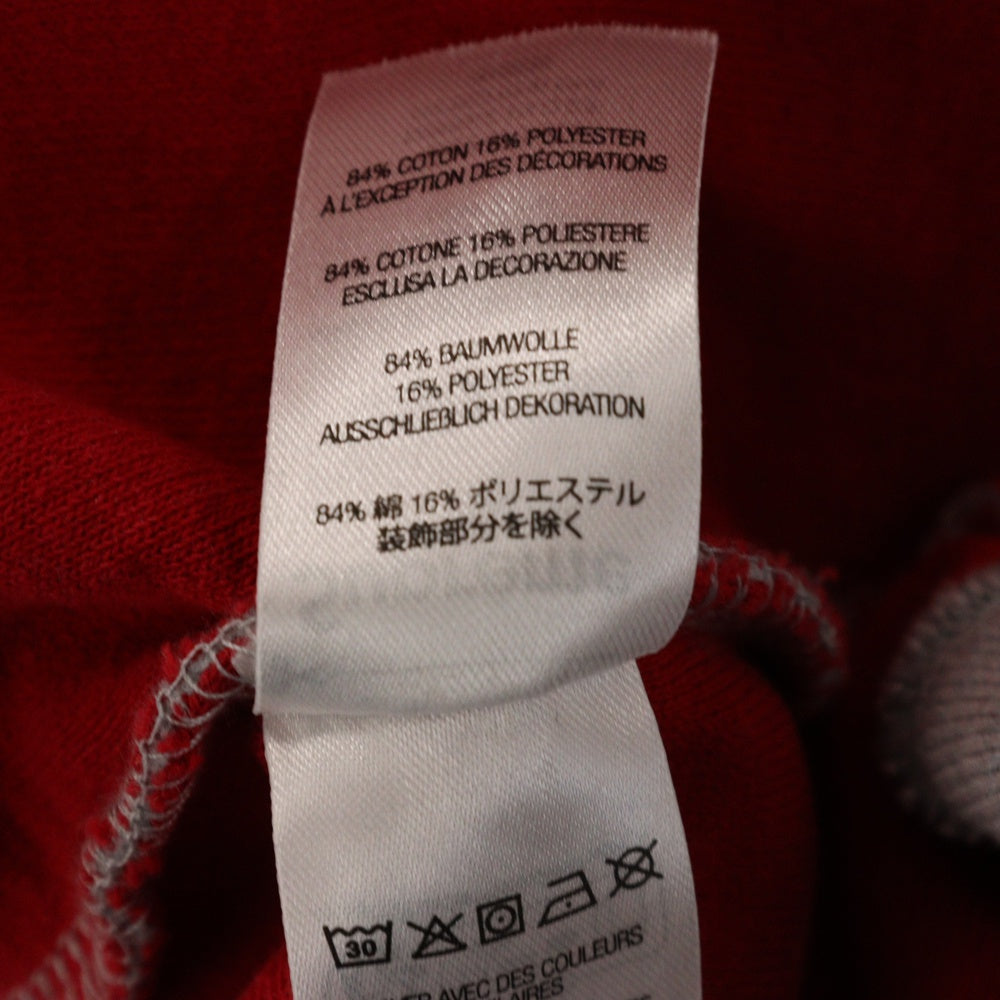 84% COTON 16% POLYESTER
A L'EXCEPTION DES DÉCORATIONS
84% COTONE 16% POLIESTERE
ESCLUSA LA DECORAZIONE
84% BAUMWOLLE
16% POLYESTER
AUSSCHLIEßLICH DEKORATION
84% 綿 16% ポリエステル
装飾部分を除く
30
AVEC DES COULEURS